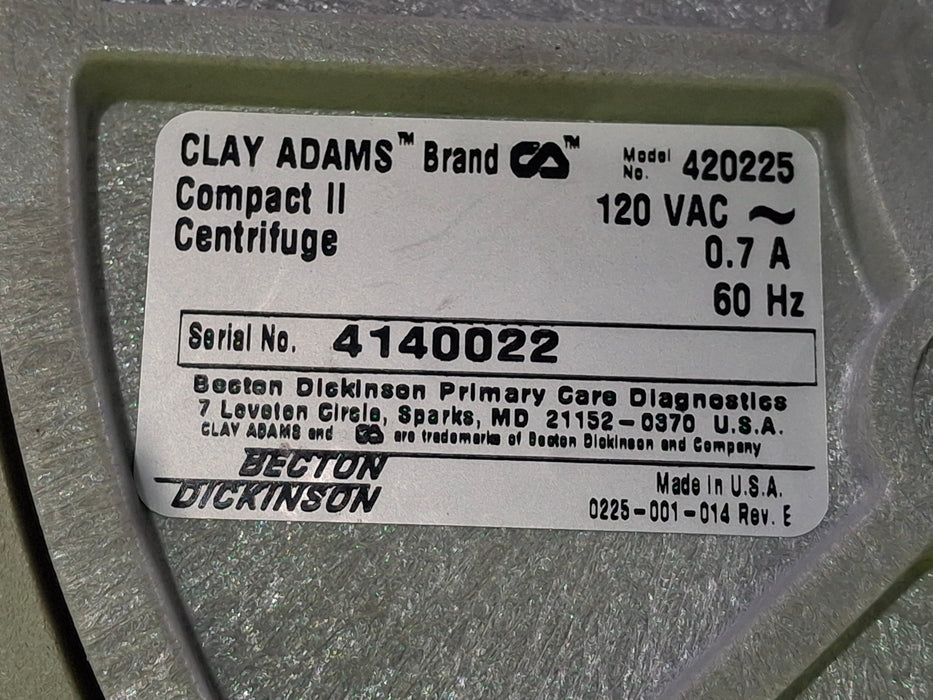 CLAY ADAMS™ Brand CA™ Model No. 420225
Compact II 120 VAC ~
Centrifuge 0.7 A
60 Hz
Serial No. 4140022
Becton Dickinson Primary Care Diagnostics
7 Loveton Circle, Sparks, MD 21152-0370 U.S.A.
CLAY ADAMS and CA are trademarks of Becton Dickinson and Company
BECTON
DICKINSON
Made in U.S.A.
0225-001-014 Rev. E